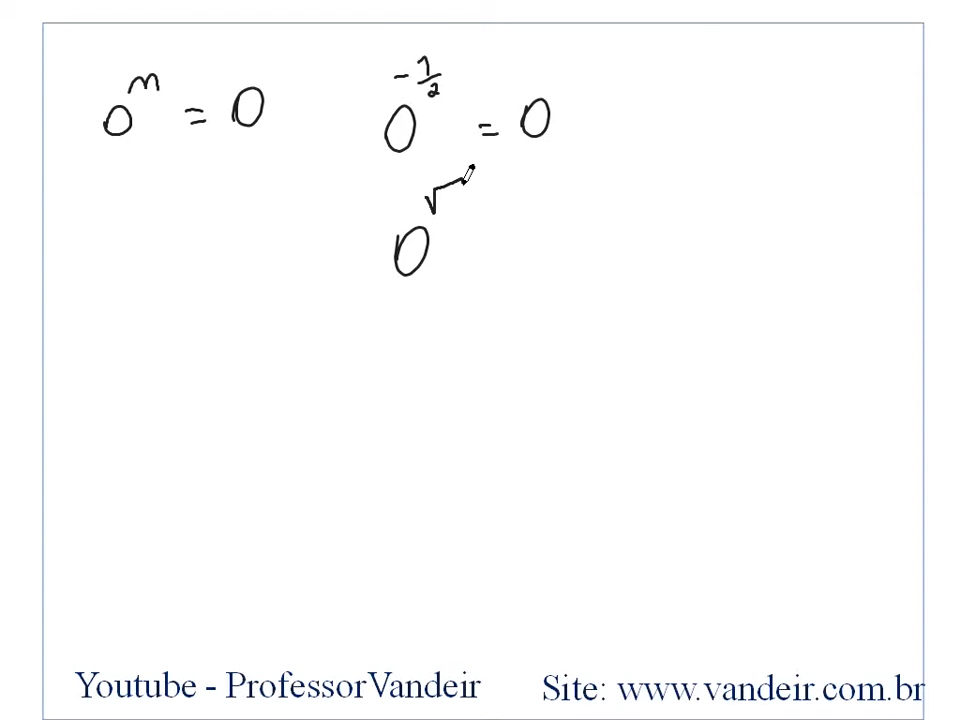 0^m = 0
0^{-1/2} = 0
0^√
Youtube - ProfessorVandeir
Site: www.vandeir.com.br